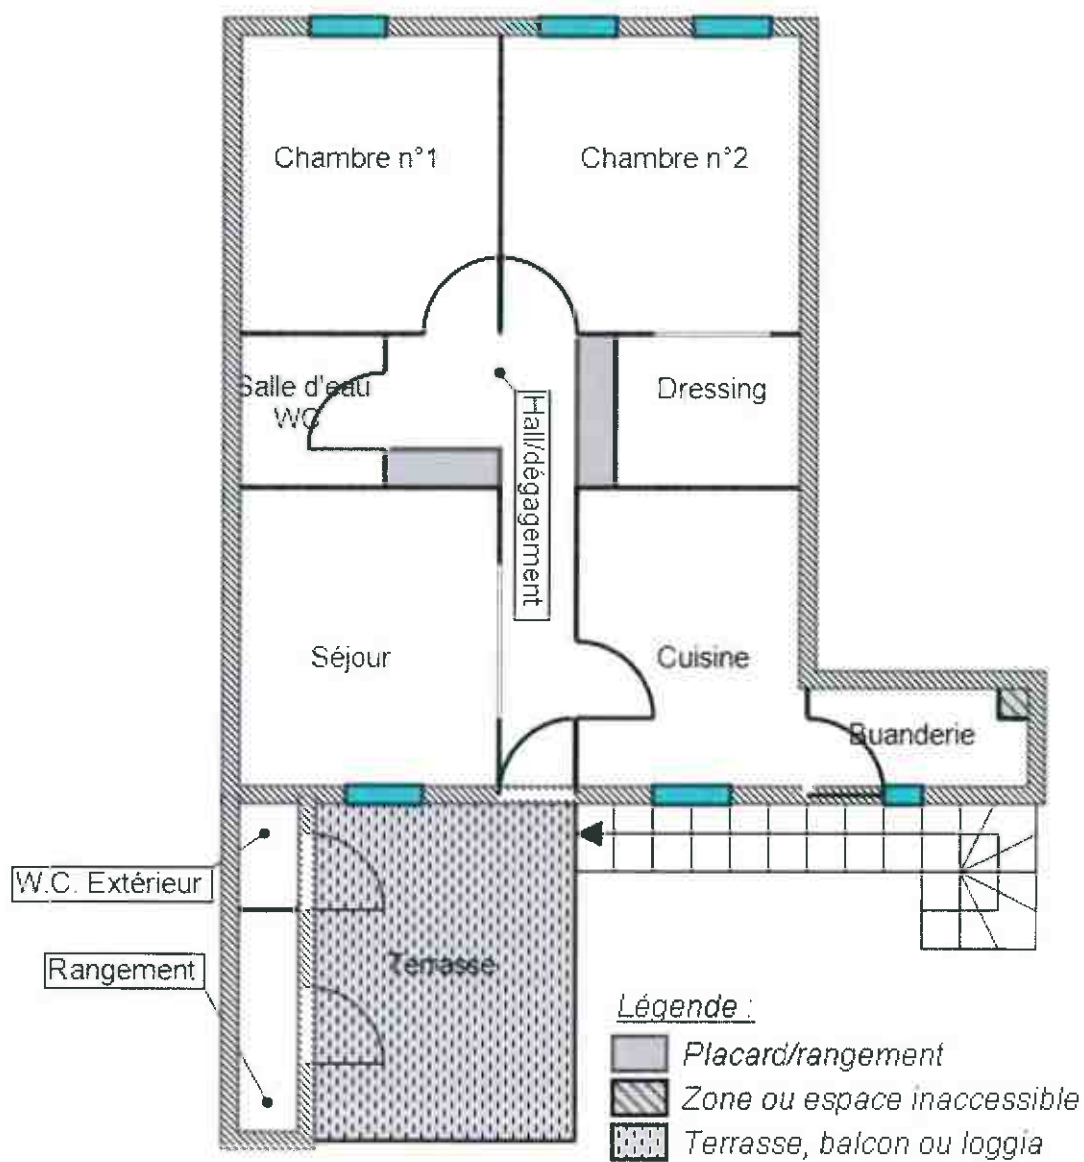 Chambre n°1
Chambre n°2
Salle d'eau
WC
Dressing
Hall/dégagement
Séjour
Cuisine
Buanderie
W.C. Extérieur
Terrasse
Rangement
Légende :
Placard/rangement
Zone ou espace inaccessible
Terrasse, balcon ou loggia